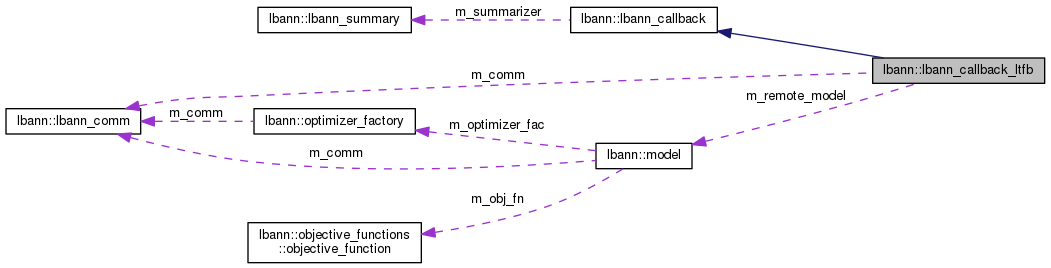 lbann::lbann_summary
m_summarizer
lbann::lbann_callback
lbann::lbann_callback_ltfb
m_comm
m_remote_model
lbann::lbann_comm
m_comm
lbann::optimizer_factory
m_optimizer_fac
m_comm
lbann::model
m_obj_fn
lbann::objective_functions
::objective_function